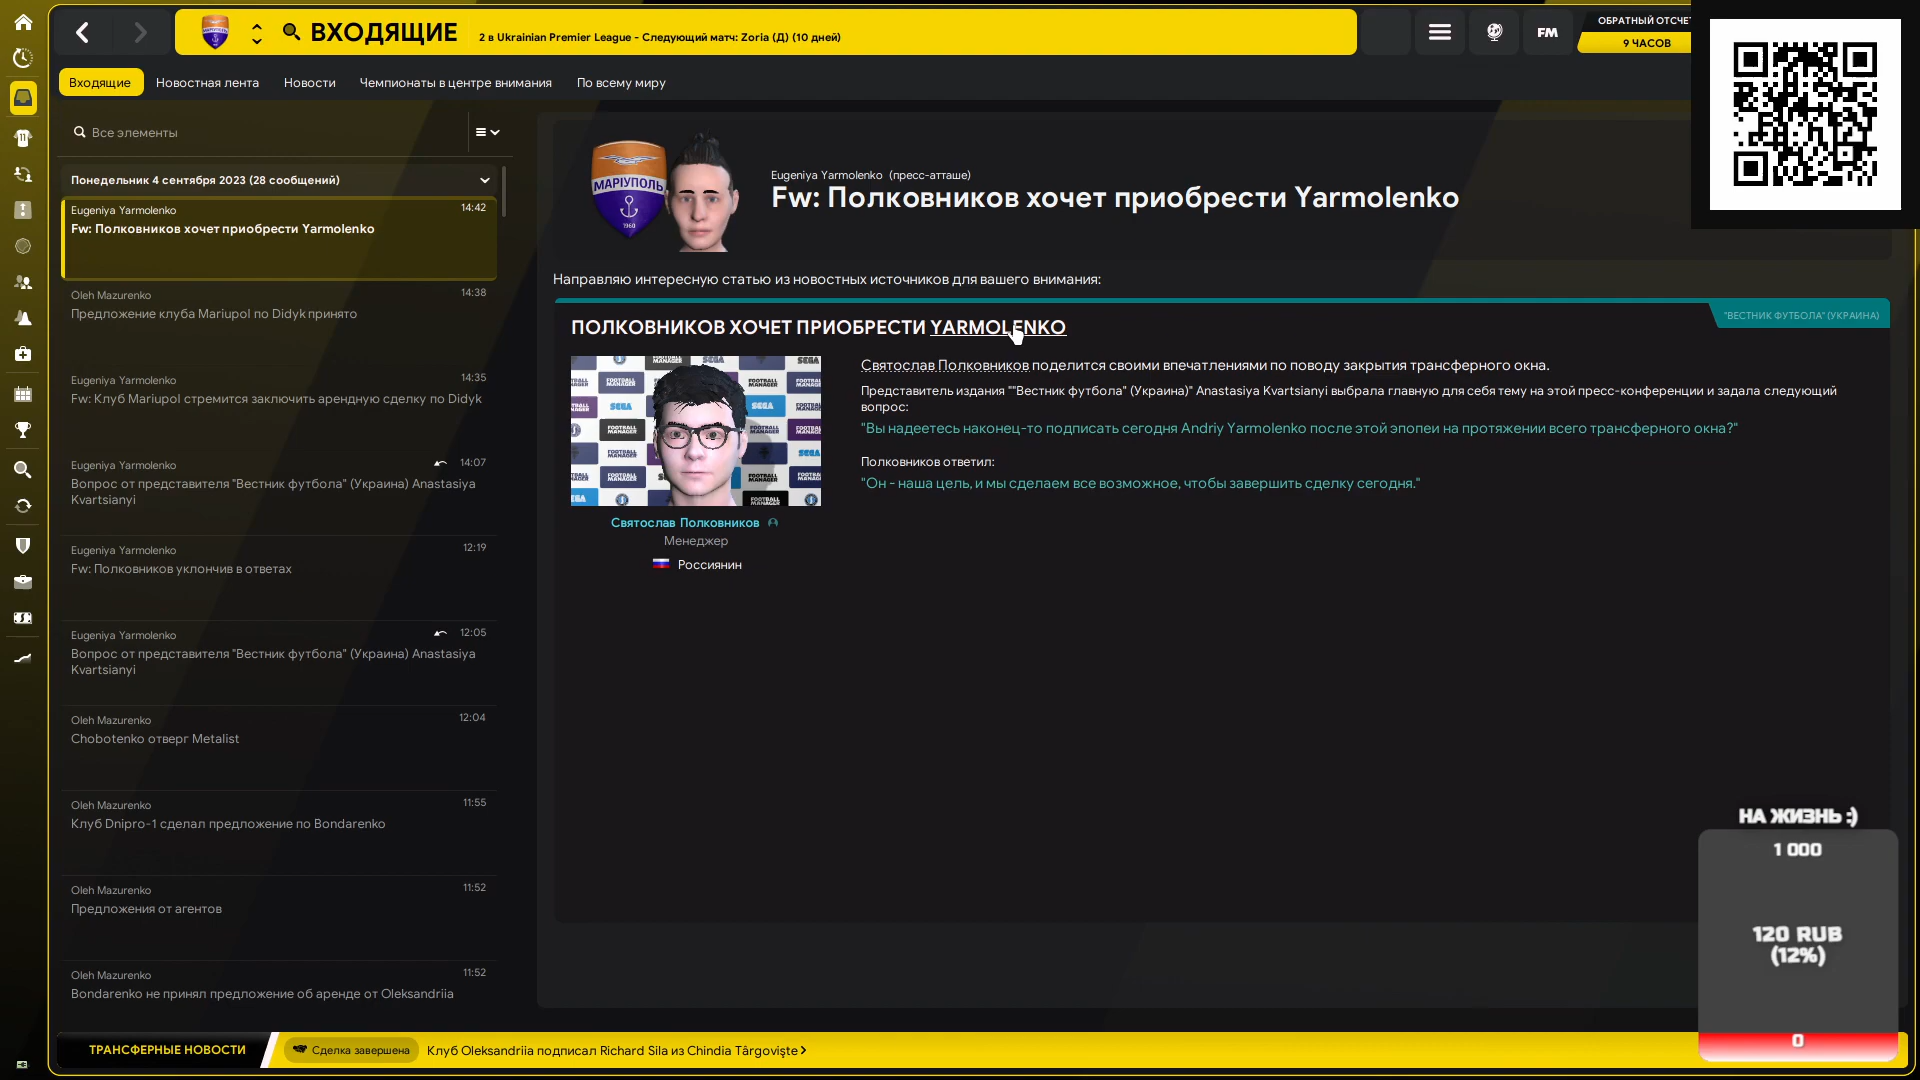 ВХОДЯЩИЕ
2 в Ukrainian Premier League - Следующий матч: Zoria (Д) (10 дней)
FM
ОБРАТНЫЙ ОТСЧЕТ
9 ЧАСОВ
Входящие
Новостная лента
Новости
Чемпионаты в центре внимания
По всему миру
Все элементы
Понедельник 4 сентября 2023 (28 сообщений)
Eugeniya Yarmolenko 14:42
Fw: Полковников хочет приобрести Yarmolenko
Oleh Mazurenko 14:38
Предложение клуба Mariupol по Didyk принято
Eugeniya Yarmolenko 14:35
Fw: Клуб Mariupol стремится заключить арендную сделку по Didyk
Eugeniya Yarmolenko 14:07
Вопрос от представителя "Вестник футбола" (Украина) Anastasiya
Kvartsianyi
Eugeniya Yarmolenko 12:19
Fw: Полковников уклончив в ответах
Eugeniya Yarmolenko 12:05
Вопрос от представителя "Вестник футбола" (Украина) Anastasiya
Kvartsianyi
Oleh Mazurenko 12:04
Chobotenko отверг Metalist
Oleh Mazurenko 11:55
Клуб Dnipro-1 сделал предложение по Bondarenko
Oleh Mazurenko 11:52
Предложения от агентов
Oleh Mazurenko 11:52
Bondarenko не принял предложение об аренде от Oleksandriia
МАРІУПОЛЬ
1960
Eugeniya Yarmolenko (пресс-атташе)
Fw: Полковников хочет приобрести Yarmolenko
Направляю интересную статью из новостных источников для вашего внимания:
"ВЕСТНИК ФУТБОЛА" (УКРАИНА)
ПОЛКОВНИКОВ ХОЧЕТ ПРИОБРЕСТИ YARMOLENKO
SEGA
FOOTBALL MANAGER
Святослав Полковников
Менеджер
Россиянин
Святослав Полковников поделится своими впечатлениями по поводу закрытия трансферного окна.
Представитель издания ""Вестник футбола" (Украина)" Anastasiya Kvartsianyi выбрала главную для себя тему на этой пресс-конференции и задала следующий
вопрос:
"Вы надеетесь наконец-то подписать сегодня Andriy Yarmolenko после этой эпопеи на протяжении всего трансферного окна?"
Полковников ответил:
"Он - наша цель, и мы сделаем все возможное, чтобы завершить сделку сегодня."
НА ЖИЗНЬ :)
1 000
120 RUB
(12%)
0
ТРАНСФЕРНЫЕ НОВОСТИ
Сделка завершена
Клуб Oleksandriia подписал Richard Sila из Chindia Târgoviște